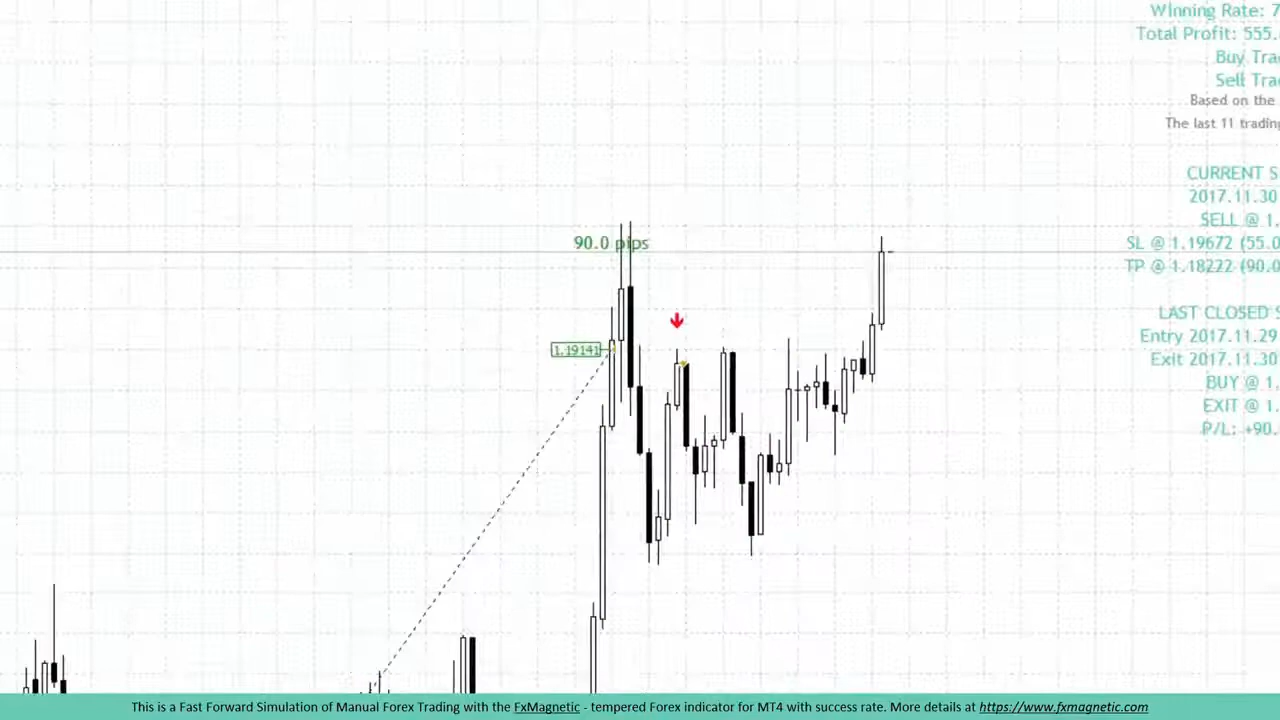 Winning Rate: 7
Total Profit: 555.
Buy Tra
Sell Tra
Based on the
The last 11 trading
CURRENT S
2017.11.30
SELL @ 1.
SL @ 1.19672 (55.0
TP @ 1.18222 (90.0
LAST CLOSED S
Entry 2017.11.29
Exit 2017.11.30
BUY @ 1.
EXIT @ 1.
P/L: +90.
90.0 pips
1.19141
This is a Fast Forward Simulation of Manual Forex Trading with the FxMagnetic - tempered Forex indicator for MT4 with success rate. More details at https://www.fxmagnetic.com